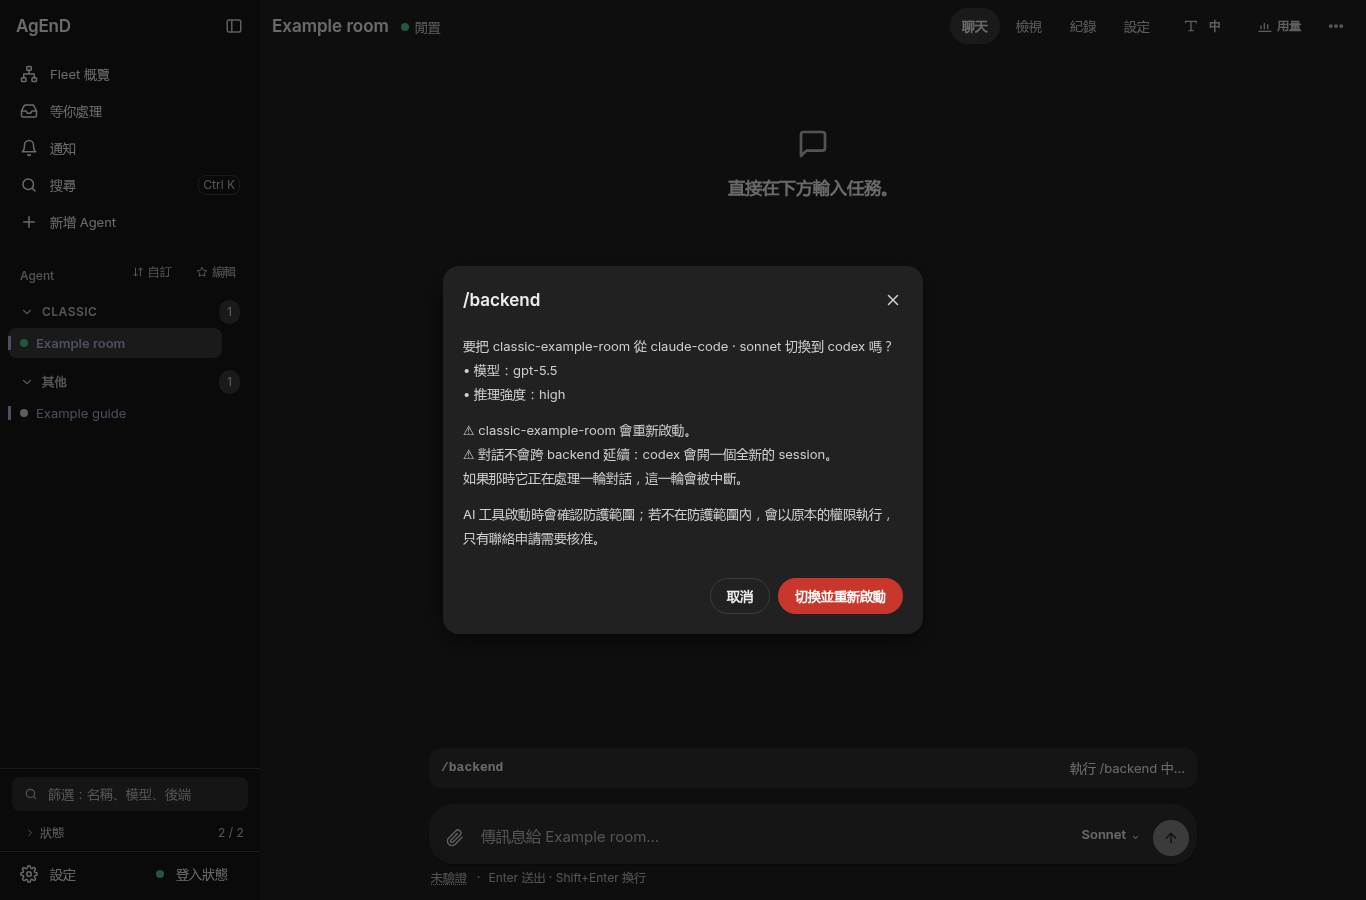 AgEnD
Fleet 概覽
等你處理
通知
搜尋
Ctrl K
新增 Agent
Agent
自訂
編輯
CLASSIC
1
Example room
其他
1
Example guide
篩選：名稱、模型、後端
狀態
2 / 2
設定
登入狀態
Example room
閒置
聊天
檢視
紀錄
設定
中
用量
直接在下方輸入任務。
/backend
要把 classic-example-room 從 claude-code · sonnet 切換到 codex 嗎？
• 模型：gpt-5.5
• 推理強度：high
⚠ classic-example-room 會重新啟動。
⚠ 對話不會跨 backend 延續：codex 會開一個全新的 session。
如果那時它正在處理一輪對話，這一輪會被中斷。
AI 工具啟動時會確認防護範圍；若不在防護範圍內，會以原本的權限執行，
只有聯絡申請需要核准。
取消
切換並重新啟動
/backend
執行 /backend 中…
傳訊息給 Example room…
Sonnet
未驗證 · Enter 送出 · Shift+Enter 換行